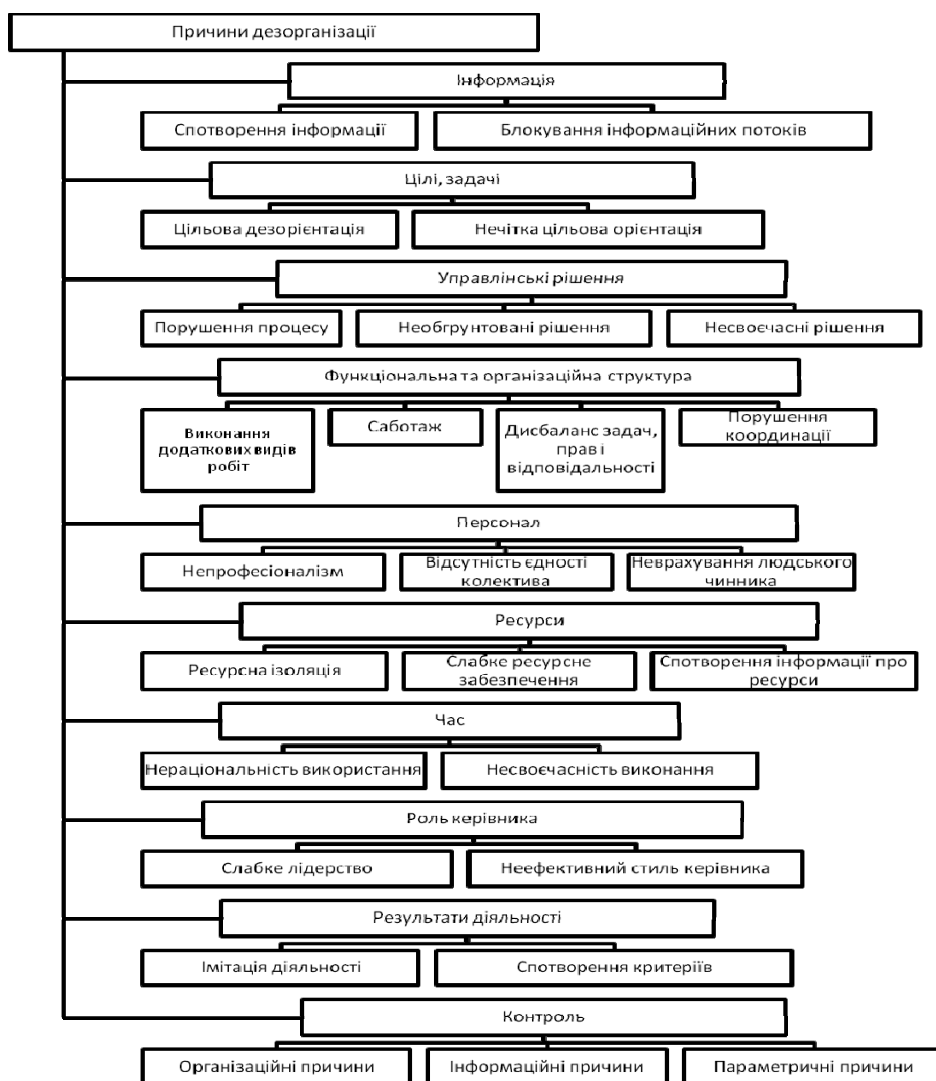 Причини дезорганізації
Інформація
Спотворення інформації
Блокування інформаційних потоків
Цілі, задачі
Цільова дезорієнтація
Нечітка цільова орієнтація
Управлінські рішення
Порушення процесу
Необгрунтовані рішення
Несвоєчасні рішення
Функціональна та організаційна структура
Виконання
додаткових видів
робіт
Саботаж
Дисбаланс задач,
прав і
відповідальності
Порушення
координації
Персонал
Непрофесіоналізм
Відсутність єдності
колектива
Неврахування людського
чинника
Ресурси
Ресурсна ізоляція
Слабке ресурсне
забезпечення
Спотворення інформації про
ресурси
Час
Нераціональність використання
Несвоєчасність виконання
Роль керівника
Слабке лідерство
Неефективний стиль керівника
Результати діяльності
Імітація діяльності
Спотворення критеріїв
Контроль
Організаційні причини
Інформаційні причини
Параметричні причини